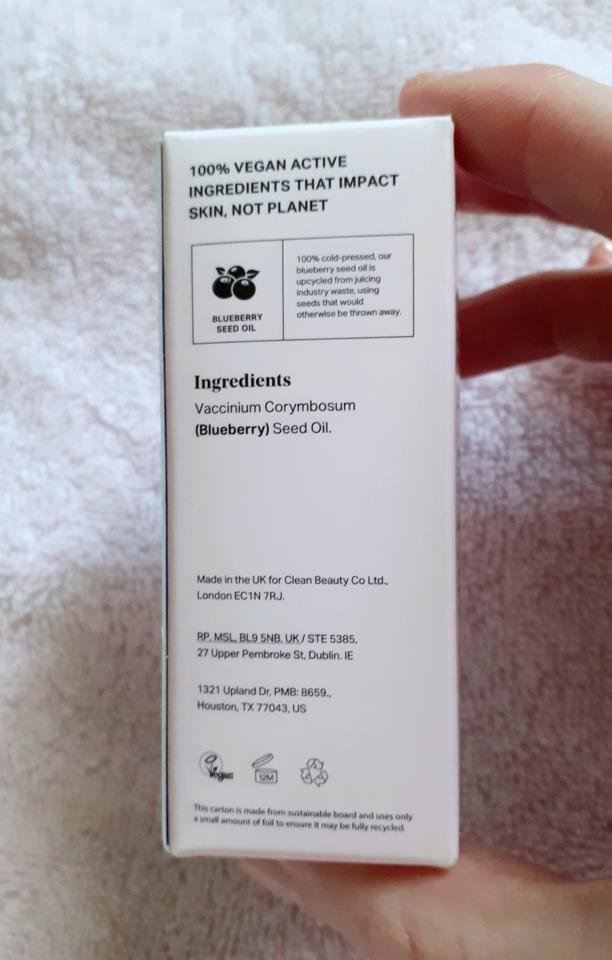 100% VEGAN ACTIVE
INGREDIENTS THAT IMPACT
SKIN, NOT PLANET
BLUEBERRY
SEED OIL
100% cold-pressed, our
blueberry seed oil is
upcycled from juicing
industry waste, using
seeds that would
otherwise be thrown away.
Ingredients
Vaccinium Corymbosum
(Blueberry) Seed Oil.
Made in the UK for Clean Beauty Co Ltd.,
London EC1N 7RJ.
RP. MSL, BL9 5NB. UK / STE 5385,
27 Upper Pembroke St, Dublin. IE
1321 Upland Dr, PMB: 8659.,
Houston, TX 77043, US
Vegan
12M
This carton is made from sustainable board and uses only
a small amount of foil to ensure it may be fully recycled.